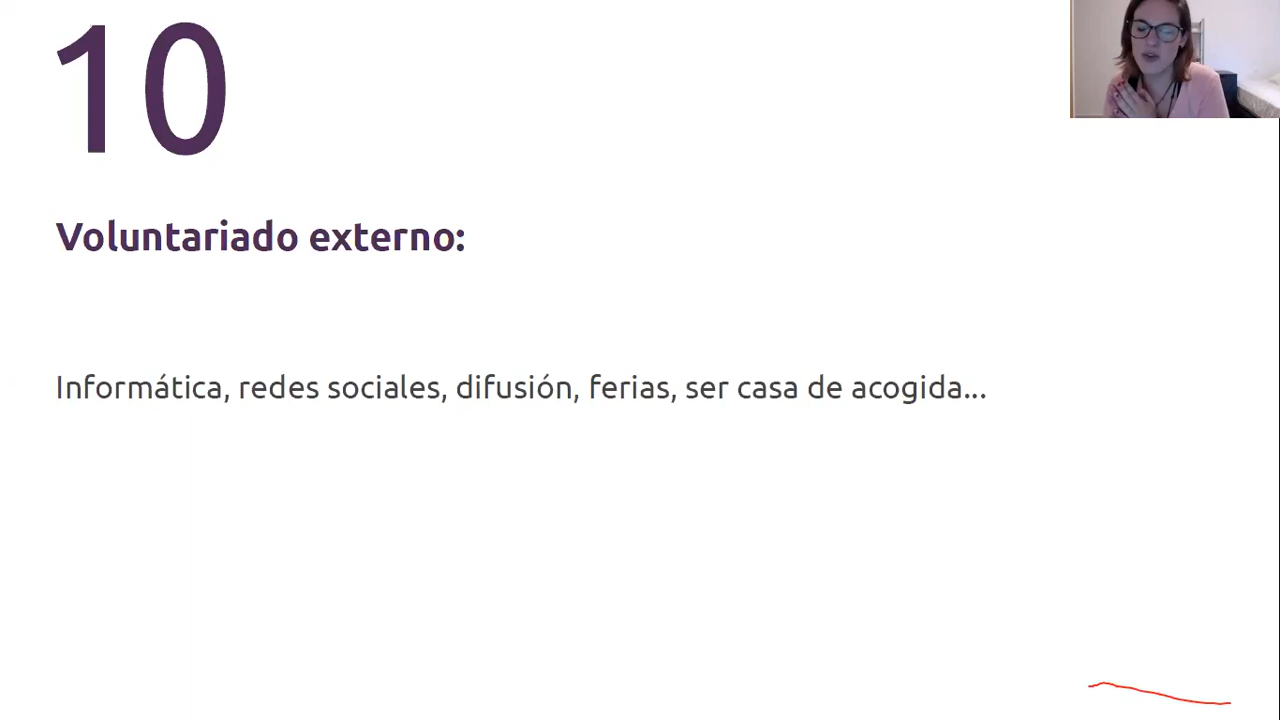 10
Voluntariado externo:
Informática, redes sociales, difusión, ferias, ser casa de acogida...